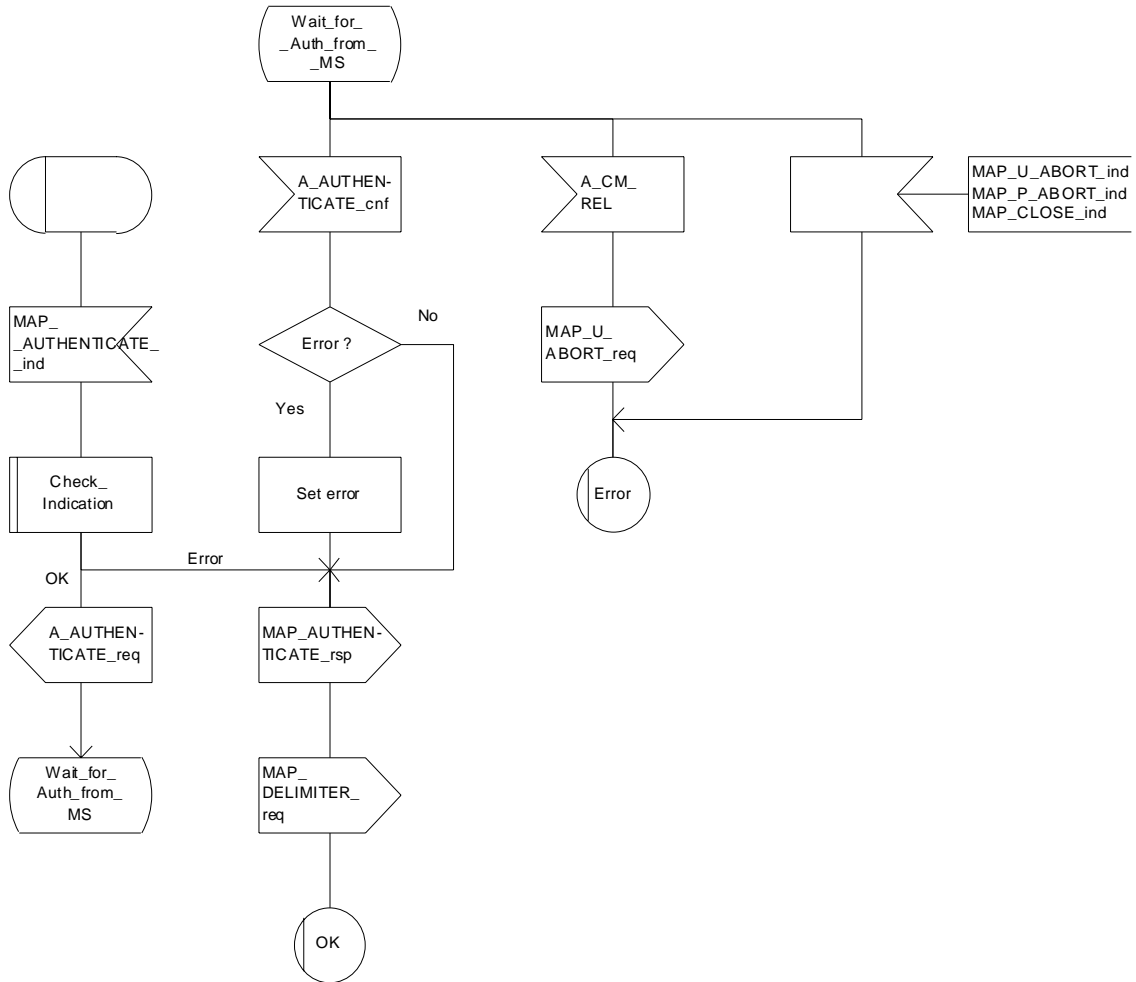 Wait_for_
_Auth_from_
_MS
A_AUTHEN-
TICATE_cnf
A_CM_
REL
MAP_U_ABORT_ind
MAP_P_ABORT_ind
MAP_CLOSE_ind
MAP_
_AUTHENTICATE_
_ind
Error ?
No
MAP_U_
ABORT_req
Yes
Check_
Indication
Set error
Error
Error
OK
A_AUTHEN-
TICATE_req
MAP_AUTHEN-
TICATE_rsp
Wait_for_
Auth_from_
MS
MAP_
DELIMITER_
req
OK